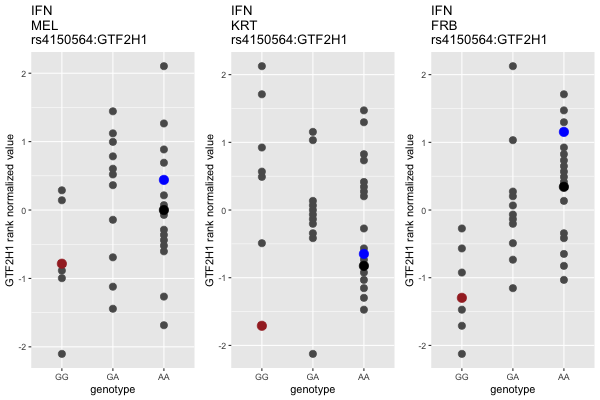 IFN
MEL
rs4150564:GTF2H1
GTF2H1 rank normalized value
2
1
0
-1
-2
GG GA AA
genotype
IFN
KRT
rs4150564:GTF2H1
GTF2H1 rank normalized value
2
1
0
-1
-2
GG GA AA
genotype
IFN
FRB
rs4150564:GTF2H1
GTF2H1 rank normalized value
2
1
0
-1
-2
GG GA AA
genotype